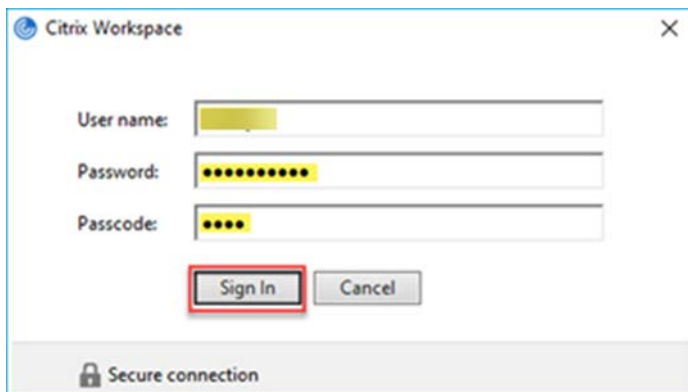 Citrix Workspace
User name:
Password: ●●●●●●●●●●
Passcode: ●●●●
Sign In Cancel
Secure connection